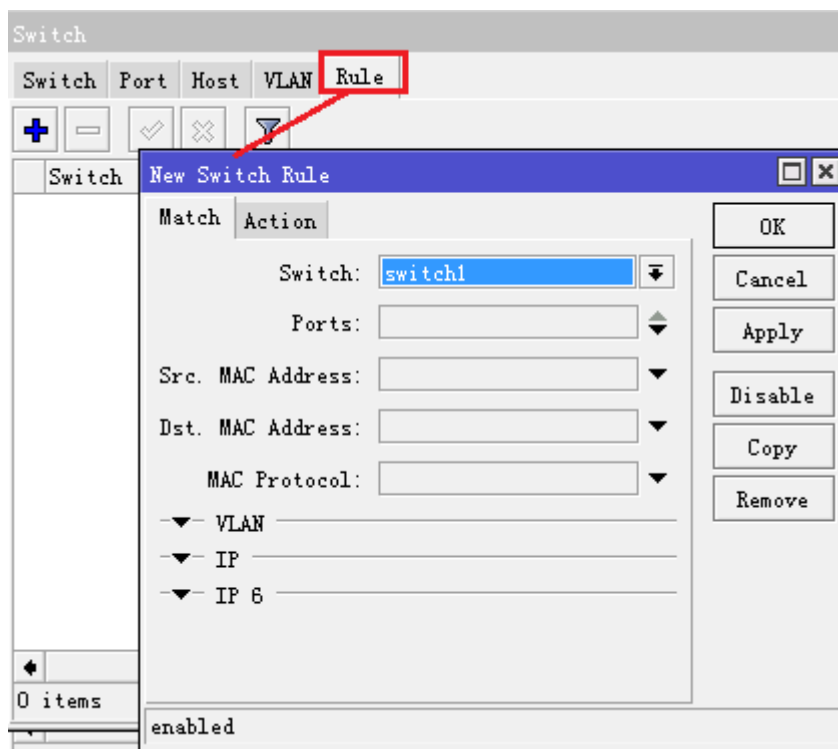 Switch
Switch Port Host VLAN Rule
Switch
New Switch Rule
Match Action
Switch: switch1
Ports:
Src. MAC Address:
Dst. MAC Address:
MAC Protocol:
VLAN
IP
IP 6
OK
Cancel
Apply
Disable
Copy
Remove
0 items
enabled